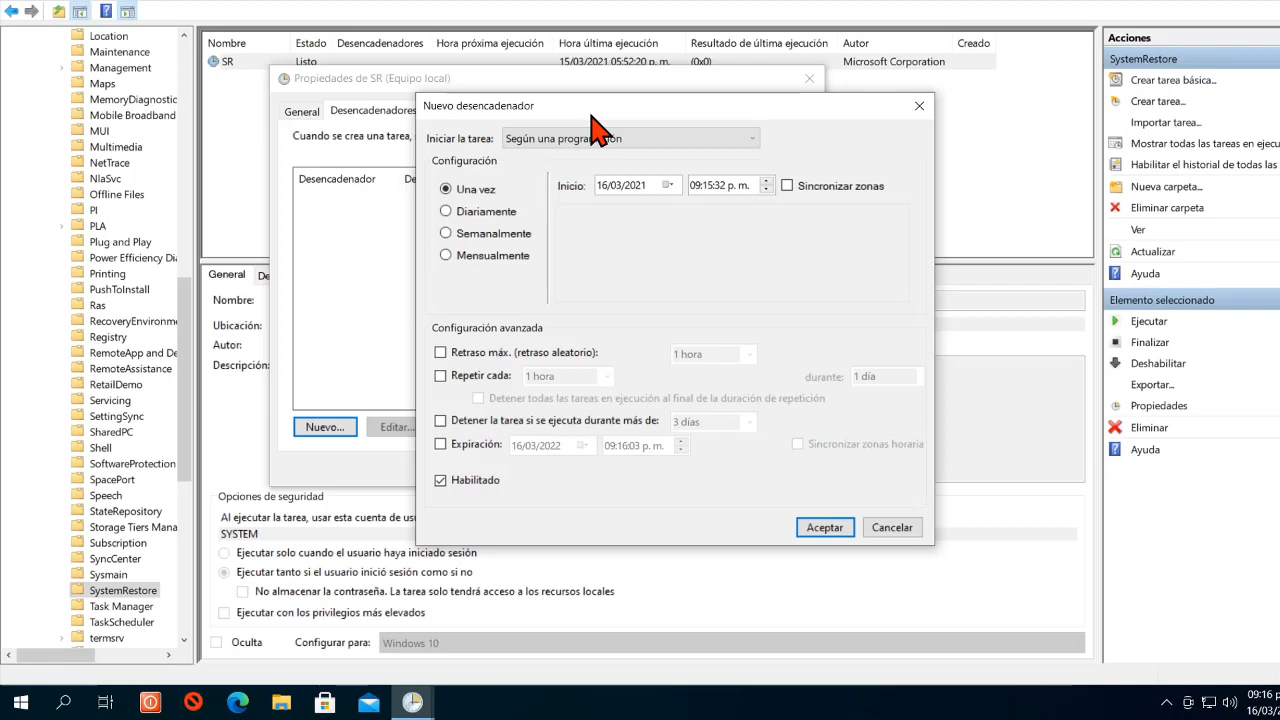 Location
Maintenance
Management
Maps
MemoryDiagnostic
Mobile Broadband
MUI
Multimedia
NetTrace
NlaSvc
Offline Files
PI
PLA
Plug and Play
Power Efficiency Dia
Printing
PushToInstall
Ras
RecoveryEnvironme
Registry
RemoteApp and De
RemoteAssistance
RetailDemo
Servicing
SettingSync
SharedPC
Shell
SoftwareProtection
SpacePort
Speech
StateRepository
Storage Tiers Mana
Subscription
SyncCenter
Sysmain
SystemRestore
Task Manager
TaskScheduler
termsrv
Nombre Estado Desencadenadores Hora próxima ejecución Hora última ejecución Resultado de última ejecución Autor Creado
SR Listo 15/03/2021 05:52:20 p. m. (0x0) Microsoft Corporation
Propiedades de SR (Equipo local)
General Desencadenadores
Cuando se crea una tarea,
Desencadenador De
Nuevo... Editar...
Nuevo desencadenador
Iniciar la tarea: Según una programación
Configuración
Una vez
Diariamente
Semanalmente
Mensualmente
Inicio: 16/03/2021 09:15:32 p. m. Sincronizar zonas
Configuración avanzada
Retraso máx. (retraso aleatorio): 1 hora
Repetir cada: 1 hora durante: 1 día
Detener todas las tareas en ejecución al final de la duración de repetición
Detener la tarea si se ejecuta durante más de: 3 días
Expiración: 16/03/2022 09:16:03 p. m. Sincronizar zonas horaria
Habilitado
Aceptar Cancelar
General De
Nombre:
Ubicación:
Autor:
Descripción:
Opciones de seguridad
Al ejecutar la tarea, usar esta cuenta de usu
SYSTEM
Ejecutar solo cuando el usuario haya iniciado sesión
Ejecutar tanto si el usuario inició sesión como si no
No almacenar la contraseña. La tarea solo tendrá acceso a los recursos locales
Ejecutar con los privilegios más elevados
Oculta Configurar para: Windows 10
Acciones
SystemRestore
Crear tarea básica...
Crear tarea...
Importar tarea...
Mostrar todas las tareas en ejecu
Habilitar el historial de todas las
Nueva carpeta...
Eliminar carpeta
Ver
Actualizar
Ayuda
Elemento seleccionado
Ejecutar
Finalizar
Deshabilitar
Exportar...
Propiedades
Eliminar
Ayuda
09:16 p
16/03/